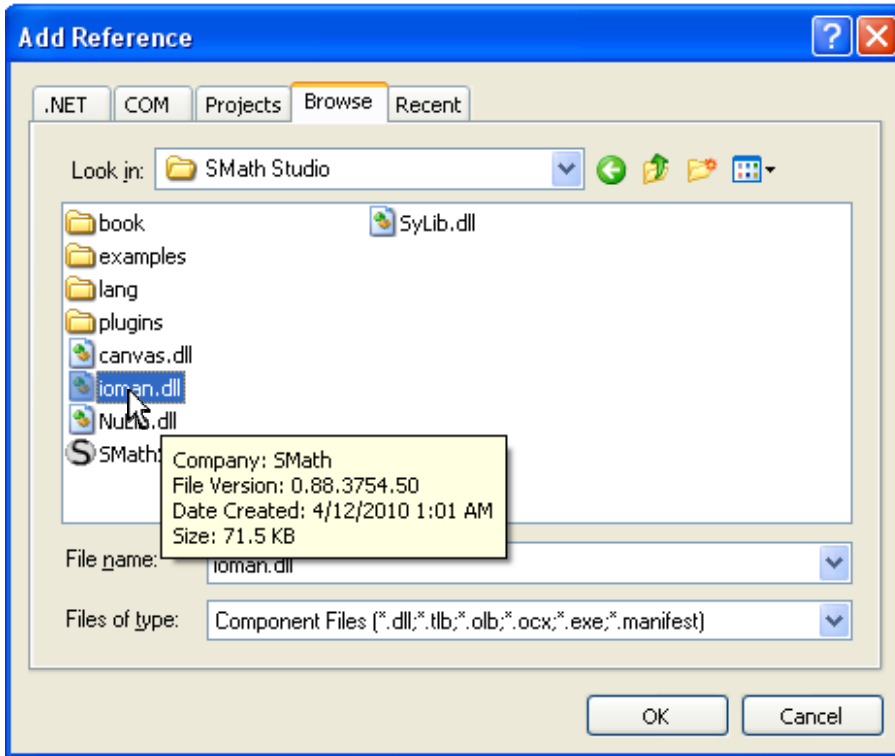 Add Reference
.NET COM Projects Browse Recent
Look in: SMath Studio
book SyLib.dll
examples
lang
plugins
canvas.dll
ioman.dll
SMath
Company: SMath
File Version: 0.88.3754.50
Date Created: 4/12/2010 1:01 AM
Size: 71.5 KB
File name: ioman.dll
Files of type: Component Files (*.dll;*.tlb;*.olb;*.ocx;*.exe;*.manifest)
OK Cancel